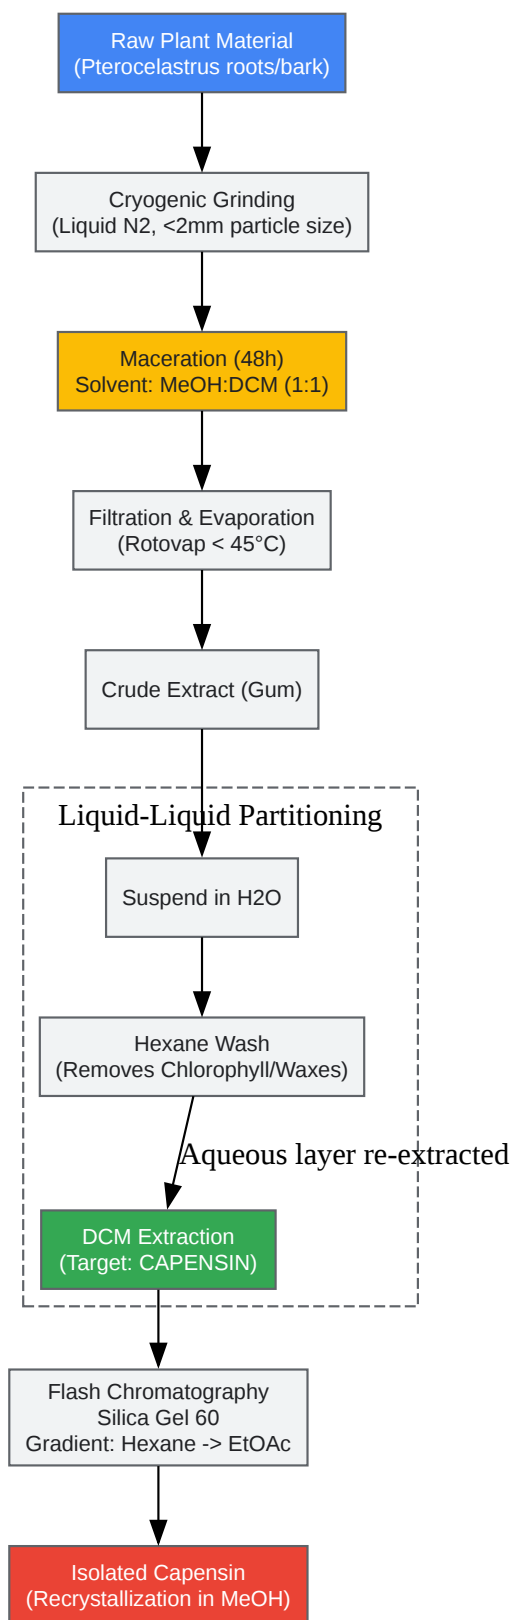 Raw Plant Material
(Pterocelastrus roots/bark)
Cryogenic Grinding
(Liquid N2, <2mm particle size)
Maceration (48h)
Solvent: MeOH:DCM (1:1)
Filtration & Evaporation
(Rotovap < 45°C)
Crude Extract (Gum)
Liquid-Liquid Partitioning
Suspend in H2O
Hexane Wash
(Removes Chlorophyll/Waxes)
Aqueous layer re-extracted
DCM Extraction
(Target: CAPENSIN)
Flash Chromatography
Silica Gel 60
Gradient: Hexane -> EtOAc
Isolated Capensin
(Recrystallization in MeOH)